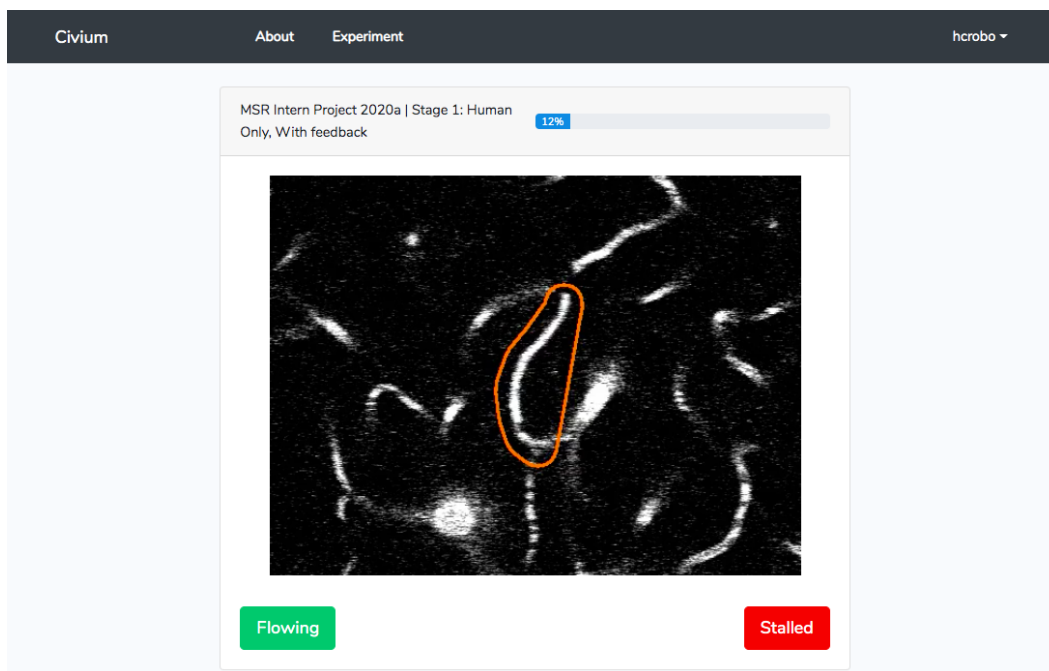 Civium About Experiment hcrobo
MSR Intern Project 2020a | Stage 1: Human
Only, With feedback
12%
Flowing
Stalled